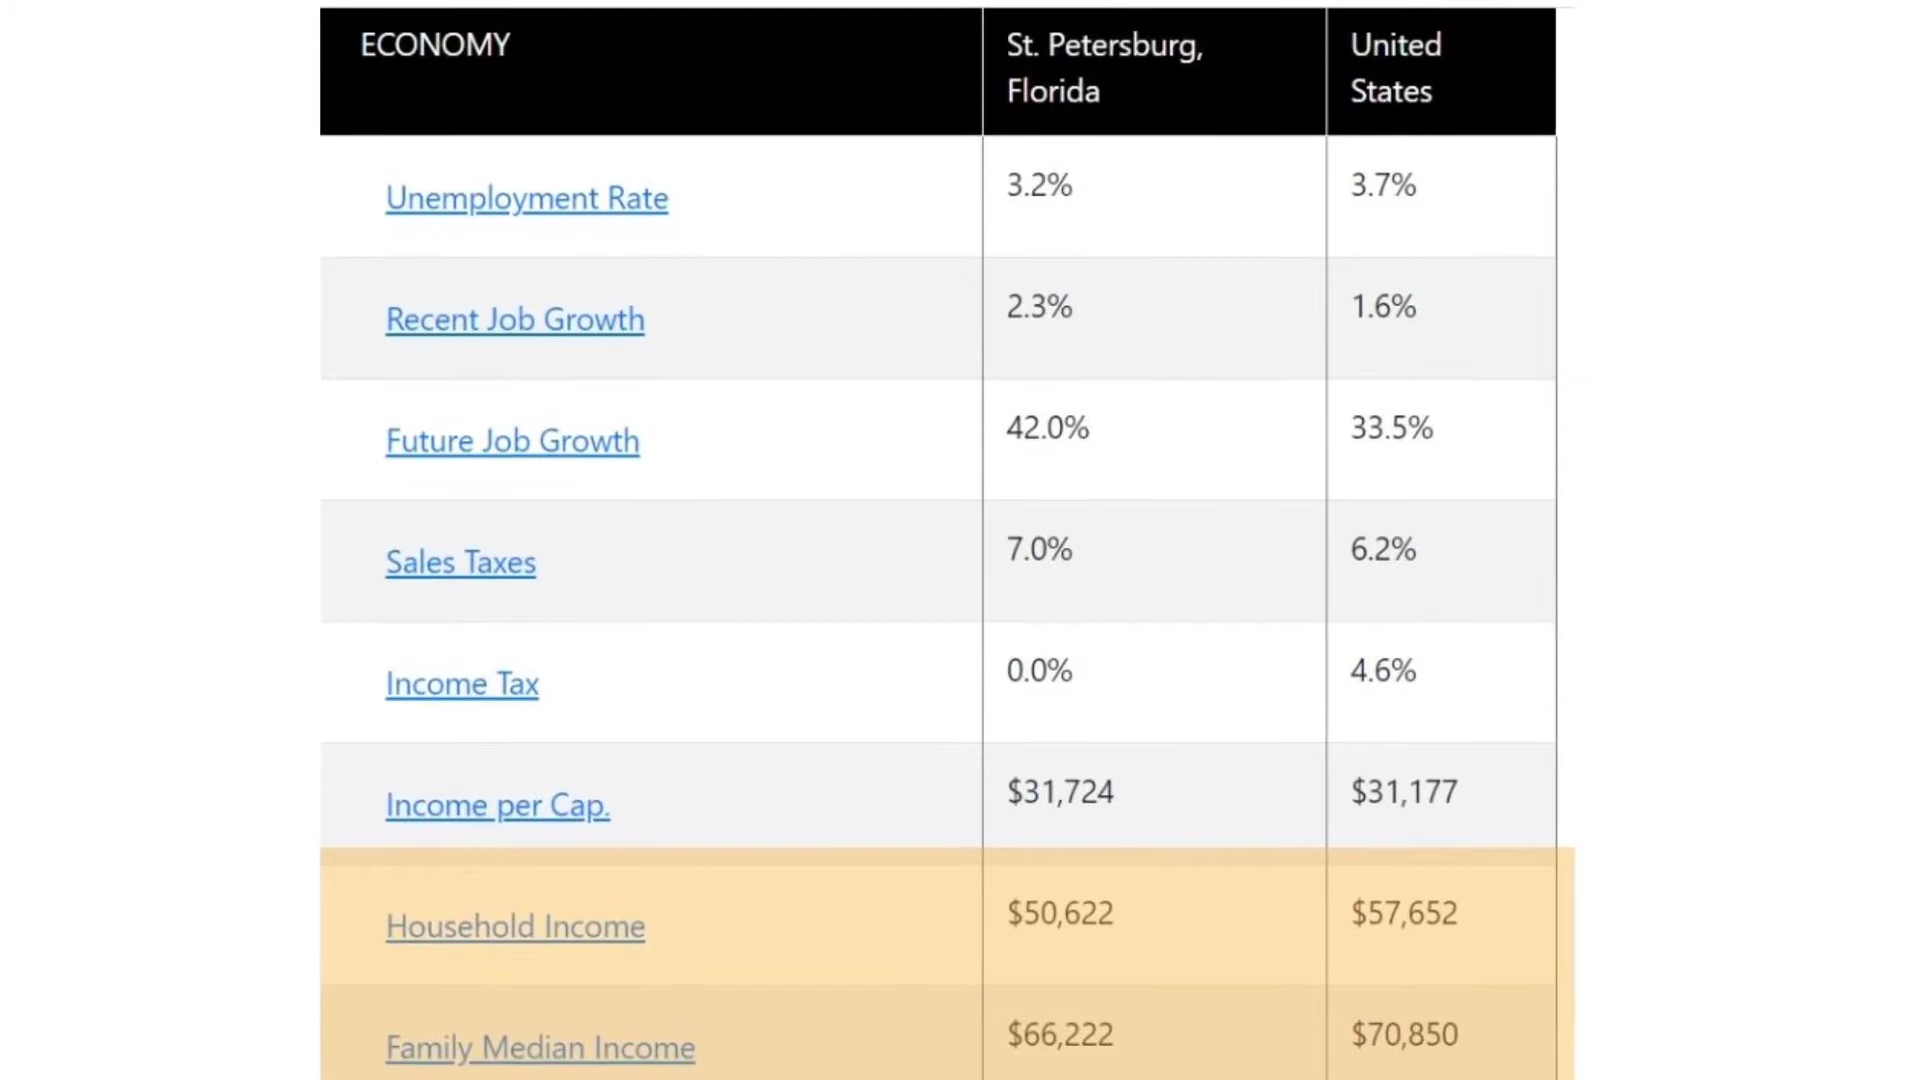 ECONOMY St. Petersburg, Florida United States
Unemployment Rate 3.2% 3.7%
Recent Job Growth 2.3% 1.6%
Future Job Growth 42.0% 33.5%
Sales Taxes 7.0% 6.2%
Income Tax 0.0% 4.6%
Income per Cap. $31,724 $31,177
Household Income $50,622 $57,652
Family Median Income $66,222 $70,850